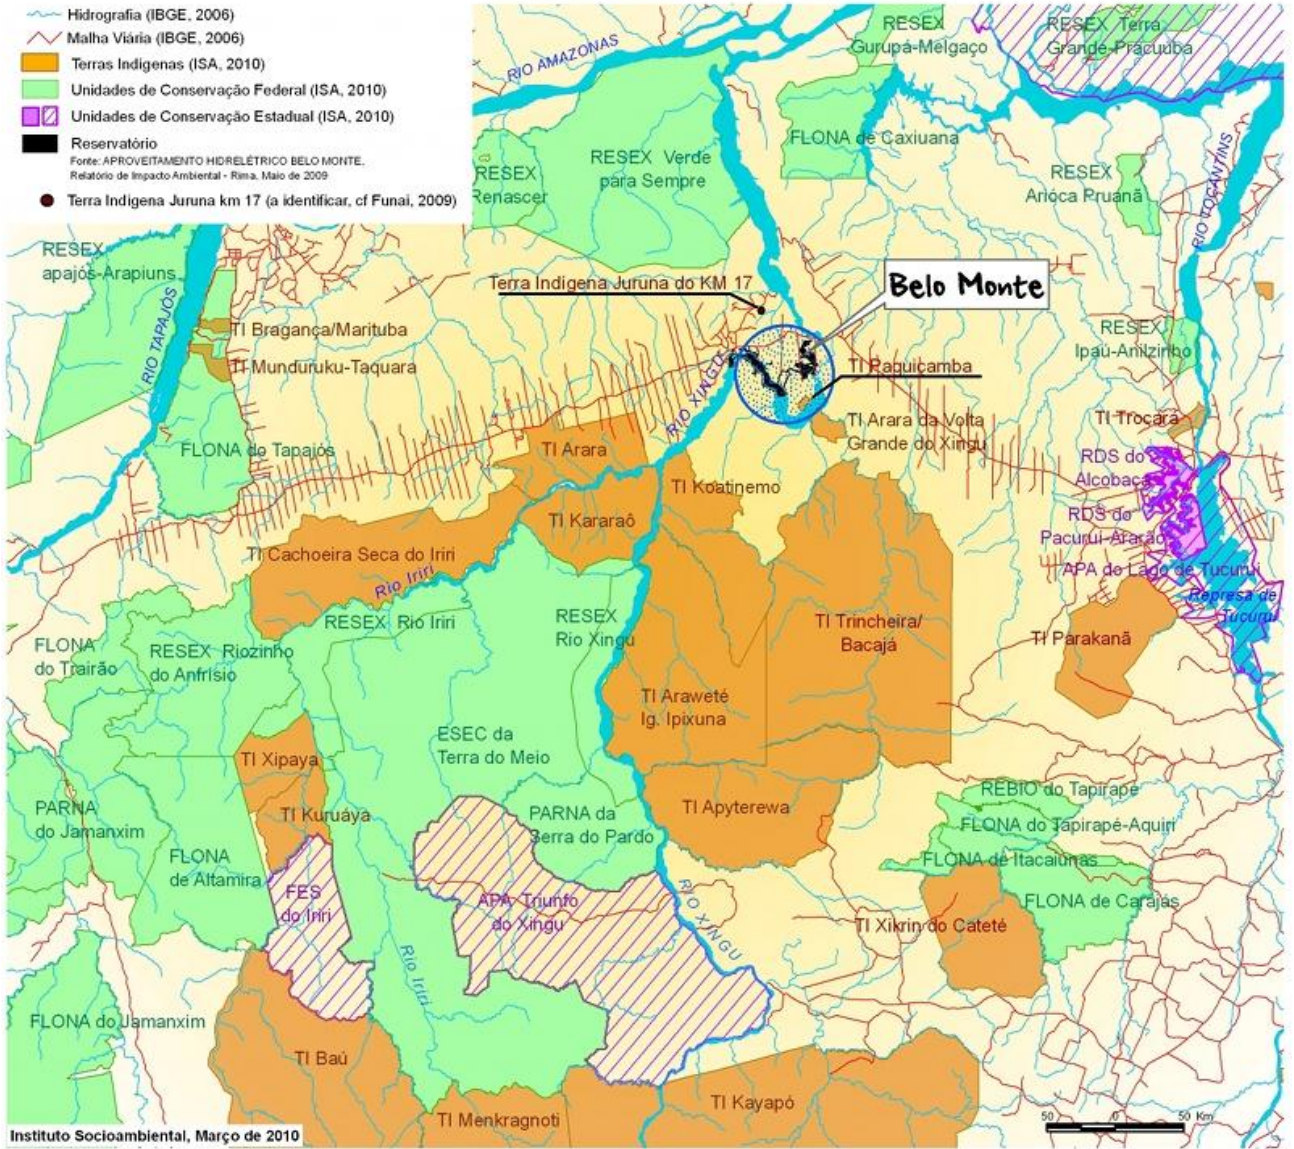 Hidrografia (IBGE, 2006)
Malha Viária (IBGE, 2006)
Terras Indígenas (ISA, 2010)
Unidades de Conservação Federal (ISA, 2010)
Unidades de Conservação Estadual (ISA, 2010)
Reservatório
Fonte: APROVEITAMENTO HIDRELÉTRICO BELO MONTE.
Relatório de Impacto Ambiental - Rima, Maio de 2009
Terra Indígena Juruna km 17 (a identificar, cf Funai, 2009)
RIO AMAZONAS
RESEX
Gurupá-Melgaço
RESEX Terra
Grande-Pracuúba
FLONA de Caxiuana
RESEX Verde
para Sempre
RESEX
Renascer
RESEX
Arióca Pruanã
RIO TOCANTINS
RESEX
apajós-Arapiuns
RIO TAPAJÓS
Terra Indígena Juruna do KM 17
Belo Monte
TI Bragança/Marituba
TI Munduruku-Taquara
RESEX
Ipaú-Anilzinho
RIO XINGU
TI Paquiçamba
TI Arara da Volta
Grande do Xingu
TI Trocará
FLONA do Tapajós
TI Arara
RDS do
Alcobaça
TI Koatinemo
TI Kararaô
RDS do
Pacuruí-Ararão
TI Cachoeira Seca do Iriri
Rio Iriri
APA do Lago de Tucuruí
Represa de
Tucuruí
RESEX Rio Iriri
RESEX
Rio Xingu
TI Trincheira/
Bacajá
TI Parakanã
FLONA
do Trairão
RESEX Riozinho
do Anfrísio
TI Araweté
Ig. Ipixuna
ESEC da
Terra do Meio
TI Xipaya
TI Kuruáya
PARNA
do Jamanxim
PARNA da
Serra do Pardo
TI Apyterewa
REBIO do Tapirapé
FLONA do Tapirapé-Aquiri
FLONA de Itacaiunas
FLONA de Carajás
FLONA
de Altamira
FES
do Iriri
APA Triunfo
do Xingu
RIO XINGU
TI Xikrin do Cateté
Rio Iriri
FLONA do Jamanxim
TI Baú
TI Menkragnoti
TI Kayapó
50 0 50 Km
Instituto Socioambiental, Março de 2010